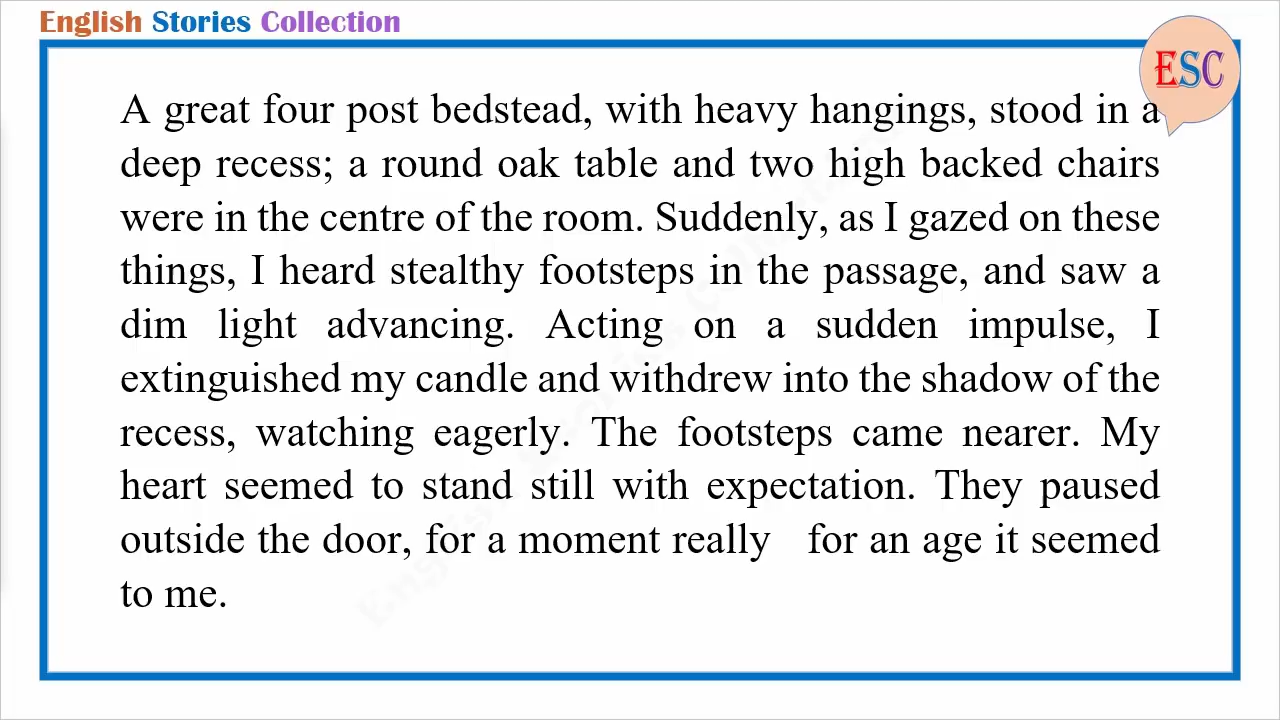 English Stories Collection
ESC
A great four post bedstead, with heavy hangings, stood in a
deep recess; a round oak table and two high backed chairs
were in the centre of the room. Suddenly, as I gazed on these
things, I heard stealthy footsteps in the passage, and saw a
dim light advancing. Acting on a sudden impulse, I
extinguished my candle and withdrew into the shadow of the
recess, watching eagerly. The footsteps came nearer. My
heart seemed to stand still with expectation. They paused
outside the door, for a moment really   for an age it seemed
to me.
English Stories Collection